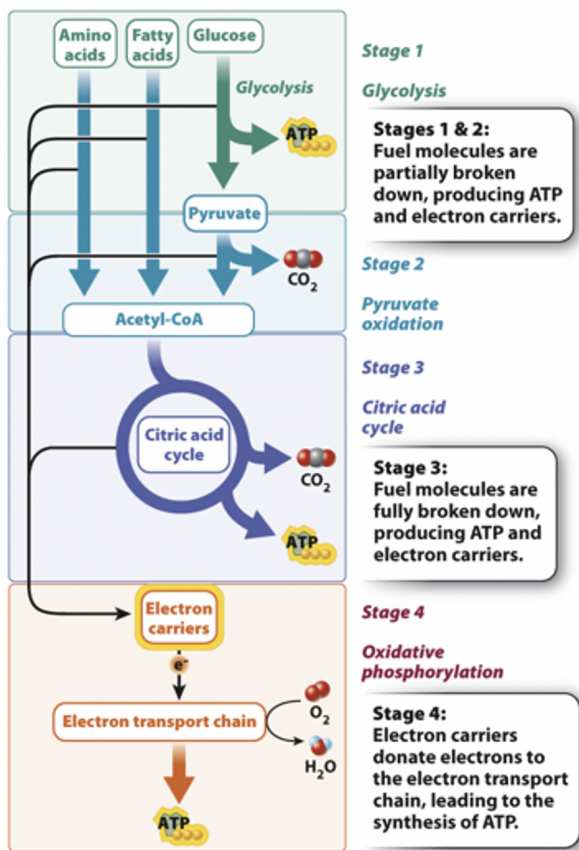 Amino
acids
Fatty
acids
Glucose
Glycolysis
ATP
Pyruvate
CO2
Acetyl-CoA
Citric acid
cycle
CO2
ATP
Electron
carriers
e-
Electron transport chain
O2
H2O
ATP
Stage 1
Glycolysis
Stages 1 & 2:
Fuel molecules are
partially broken
down, producing ATP
and electron carriers.
Stage 2
Pyruvate
oxidation
Stage 3
Citric acid
cycle
Stage 3:
Fuel molecules are
fully broken down,
producing ATP and
electron carriers.
Stage 4
Oxidative
phosphorylation
Stage 4:
Electron carriers
donate electrons to
the electron transport
chain, leading to the
synthesis of ATP.